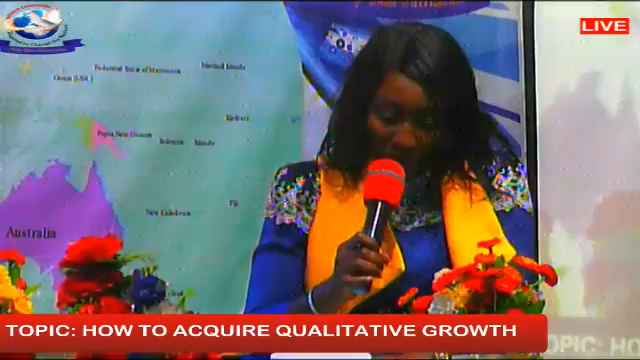 LIVE
Federated States of Micronesia
Marshall Islands
Guam (USA)
Kiribati
Papua New Guinea
Solomon Islands
Fiji
New Caledonia
Australia
TOPIC: HOW TO ACQUIRE QUALITATIVE GROWTH
OPIC: HO